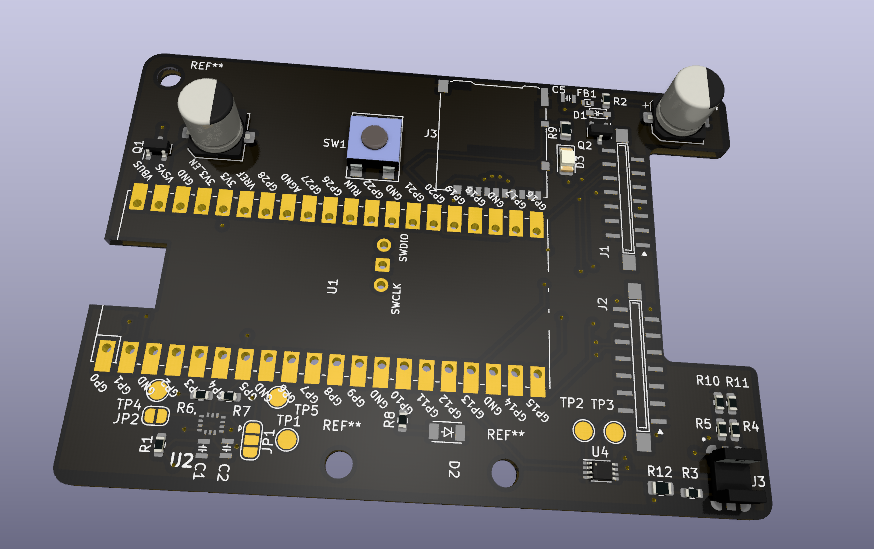 REF**
C5
FB1
R2
D1
R9
Q2
D3
J3
SW1
Q1
VBUS
VSYS
GND
3V3_EN
3V3
VREF
GP28
AGND
GP27
GP26
RUN
GP22
GND
GP21
GP20
GND
SWDIO
SWCLK
U1
J1
J2
GP0
GP1
GND
GP2
GP3
GP4
GP5
GND
GP6
GP7
GP8
GP9
GND
GP10
GP11
GP12
GP13
GND
GP14
GP15
TP4
JP2
R6
R7
TP5
TP1
JP1
R1
U2
C1
C2
REF**
R8
D2
REF**
TP2
TP3
U4
R10
R11
R5
R4
R12
R3
J3